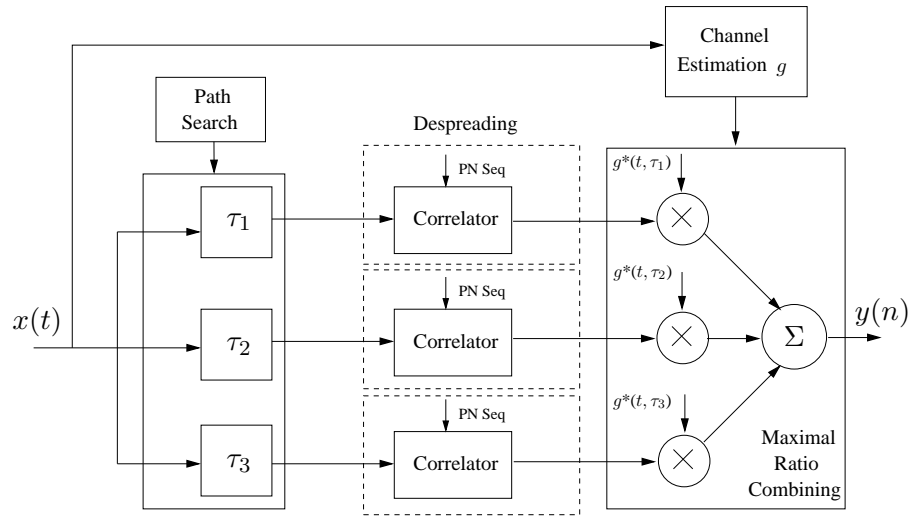 Channel
Estimation g
Path
Search
Despreading
PN Seq
g*(t, τ₁)
τ₁
Correlator
×
PN Seq
g*(t, τ₂)
x(t)
τ₂
Correlator
×
Σ
y(n)
PN Seq
g*(t, τ₃)
τ₃
Correlator
×
Maximal
Ratio
Combining